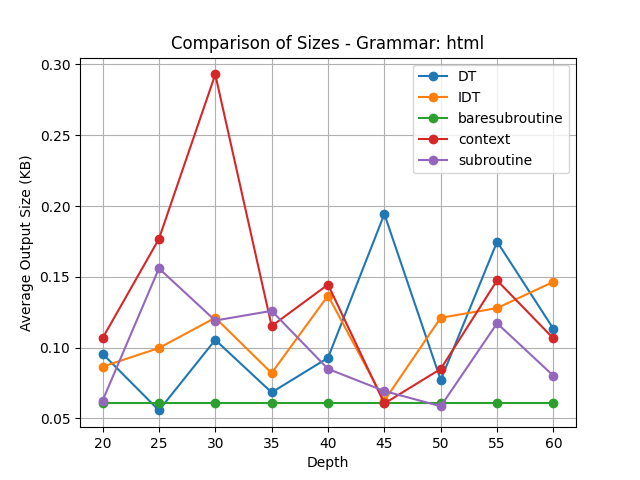 Comparison of Sizes - Grammar: html
Average Output Size (KB)
0.30
0.25
0.20
0.15
0.10
0.05
DT
IDT
baresubroutine
context
subroutine
20 25 30 35 40 45 50 55 60
Depth